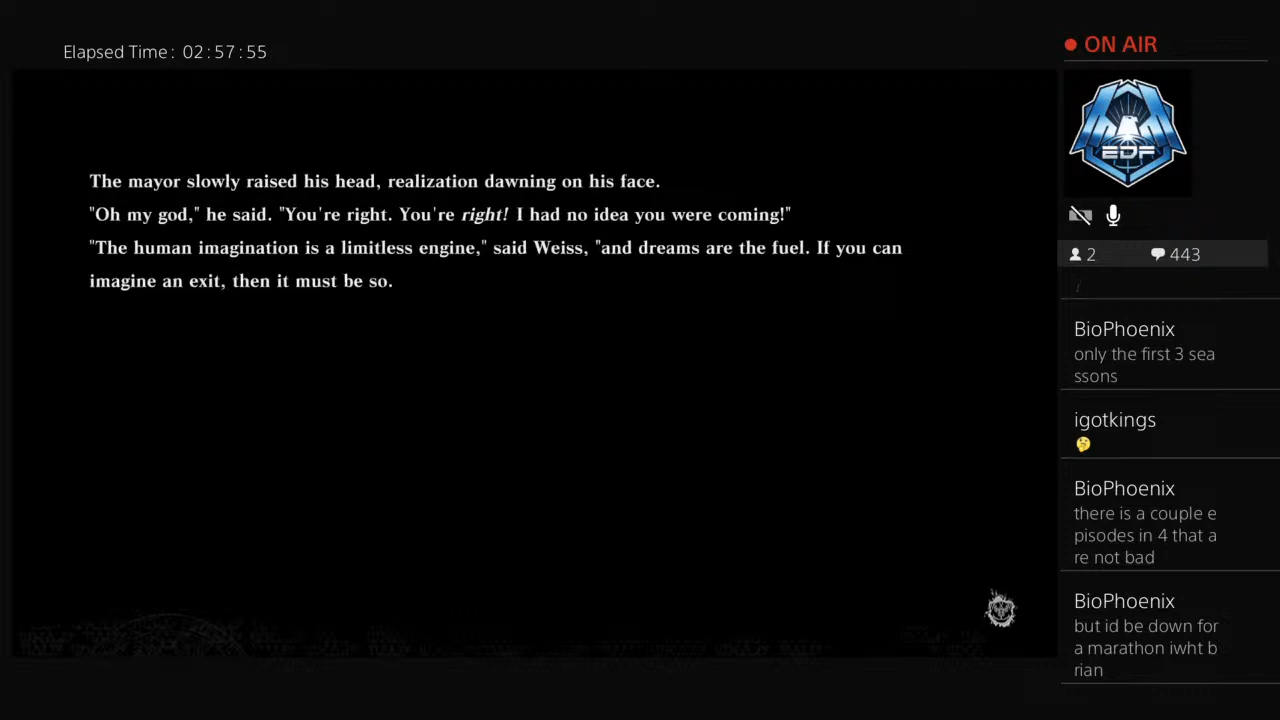 Elapsed Time: 02:57:55
ON AIR
EDF
The mayor slowly raised his head, realization dawning on his face.
"Oh my god," he said. "You're right. You're right! I had no idea you were coming!"
"The human imagination is a limitless engine," said Weiss, "and dreams are the fuel. If you can
imagine an exit, then it must be so.
2
443
BioPhoenix
only the first 3 sea
ssons
igotkings
🤔
BioPhoenix
there is a couple e
pisodes in 4 that a
re not bad
BioPhoenix
but id be down for
a marathon iwht b
rian